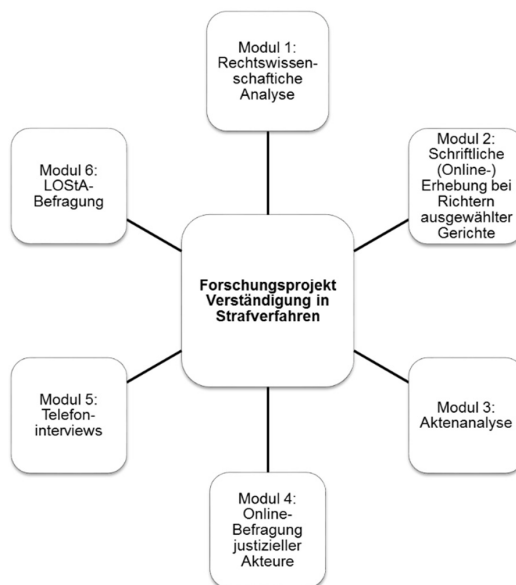 Modul 1:
Rechtswissen-
schaftiche
Analyse
Modul 2:
Schriftliche
(Online-)
Erhebung bei
Richtern
ausgewählter
Gerichte
Modul 6:
LOStA-
Befragung
Forschungsprojekt
Verständigung in
Strafverfahren
Modul 5:
Telefon-
interviews
Modul 3:
Aktenanalyse
Modul 4:
Online-
Befragung
justizieller
Akteure